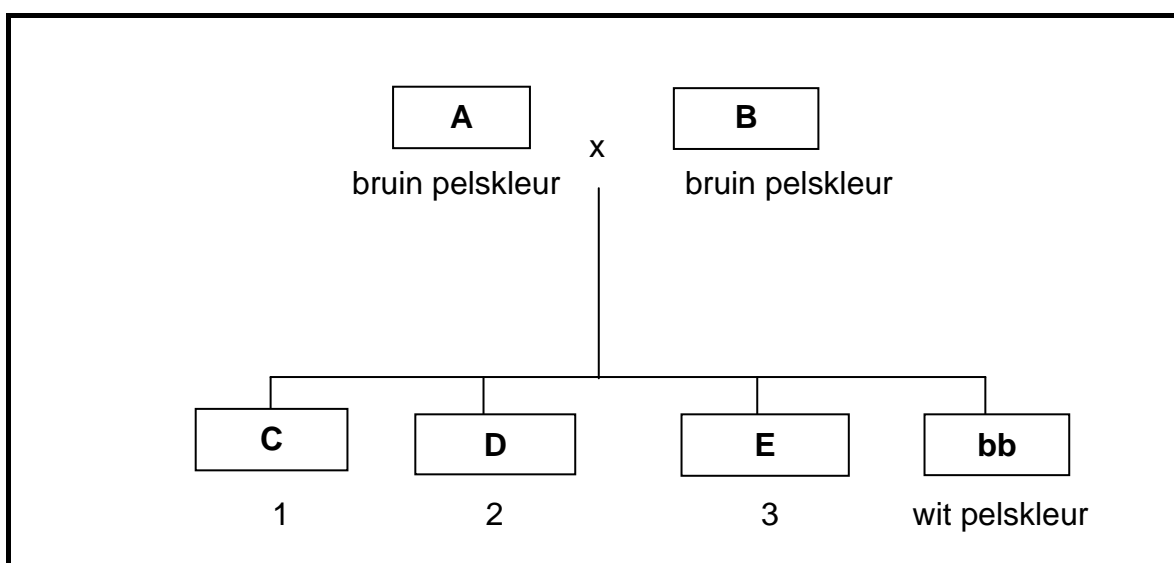 A B
x
bruin pelskleur bruin pelskleur
C D E bb
1 2 3 wit pelskleur